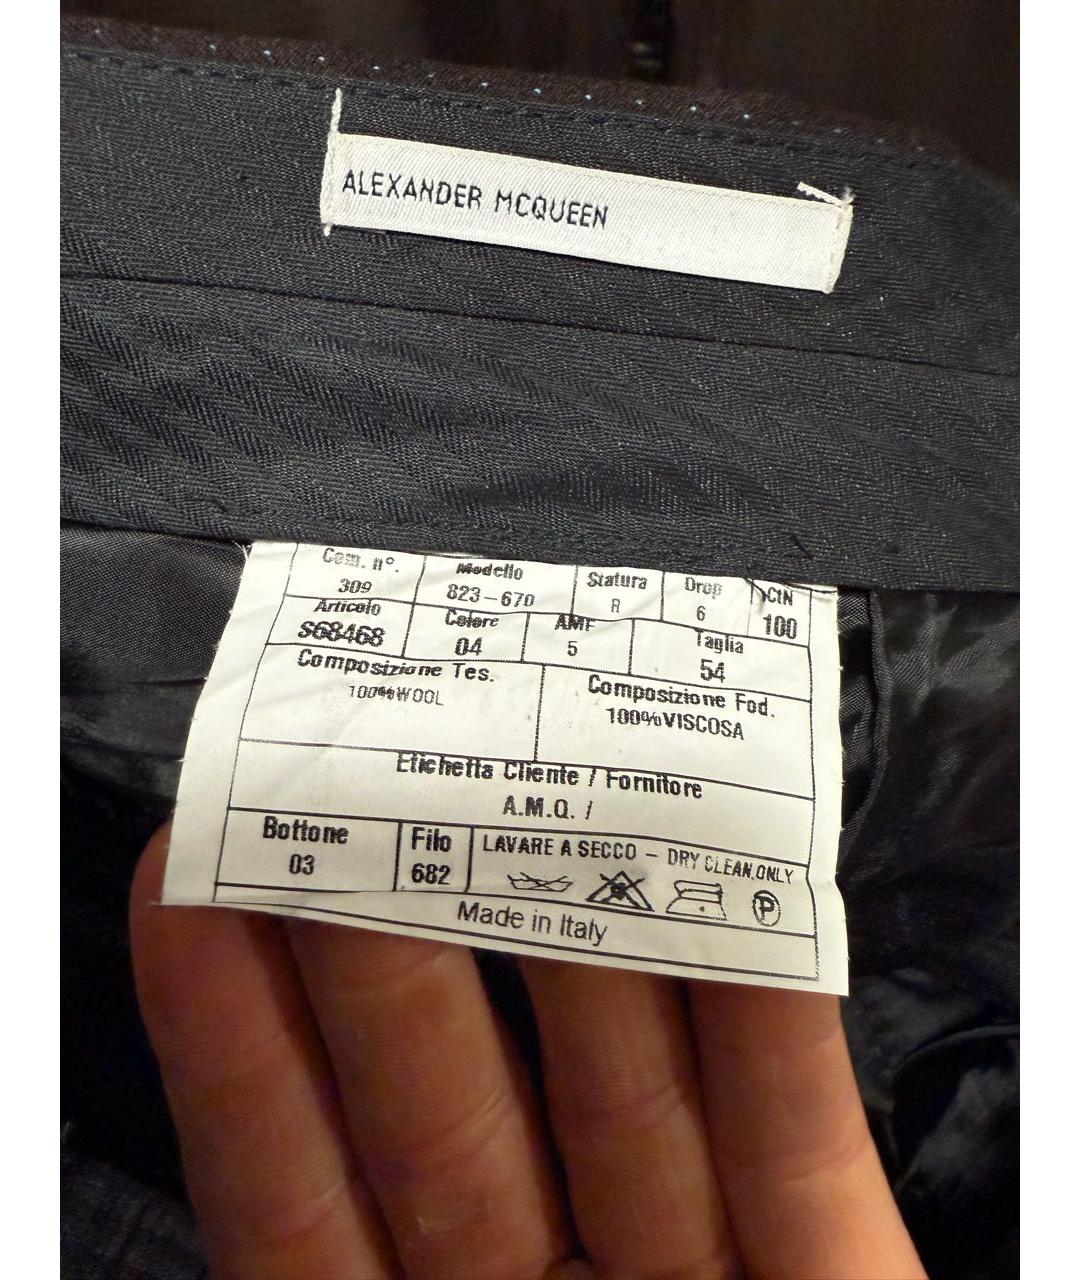 ALEXANDER MCQUEEN
Com. n°. Modello Statura Drop CtN
309 823-670 R 6 100
Articolo Colore AMF Taglia
S68468 04 5 54
Composizione Tes. Composizione Fod.
100%WOOL 100%VISCOSA
Etichetta Cliente / Fornitore
A.M.Q. /
Bottone Filo LAVARE A SECCO - DRY CLEAN.ONLY
03 682 P
Made in Italy